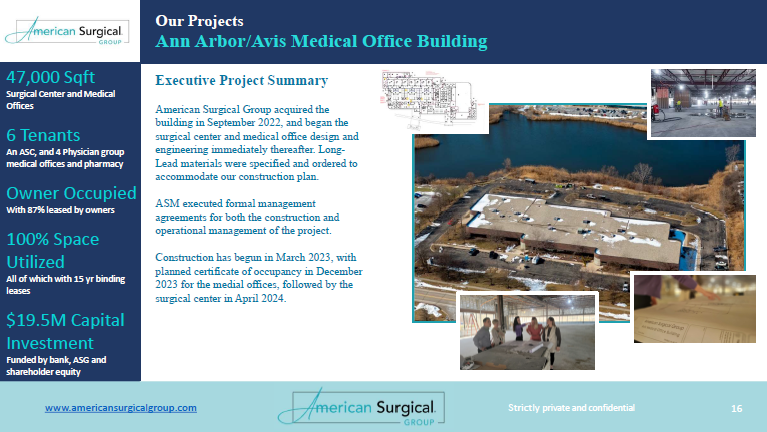 American Surgical®
GROUP
Our Projects
Ann Arbor/Avis Medical Office Building
47,000 Sqft
Surgical Center and Medical
Offices
6 Tenants
An ASC, and 4 Physician group
medical offices and pharmacy
Owner Occupied
With 87% leased by owners
100% Space
Utilized
All of which with 15 yr binding
leases
$19.5M Capital
Investment
Funded by bank, ASG and
shareholder equity
Executive Project Summary
American Surgical Group acquired the
building in September 2022, and began the
surgical center and medical office design and
engineering immediately thereafter. Long-
Lead materials were specified and ordered to
accommodate our construction plan.
ASM executed formal management
agreements for both the construction and
operational management of the project.
Construction has begun in March 2023, with
planned certificate of occupancy in December
2023 for the medial offices, followed by the
surgical center in April 2024.
www.americansurgicalgroup.com
American Surgical®
GROUP
Strictly private and confidential
16